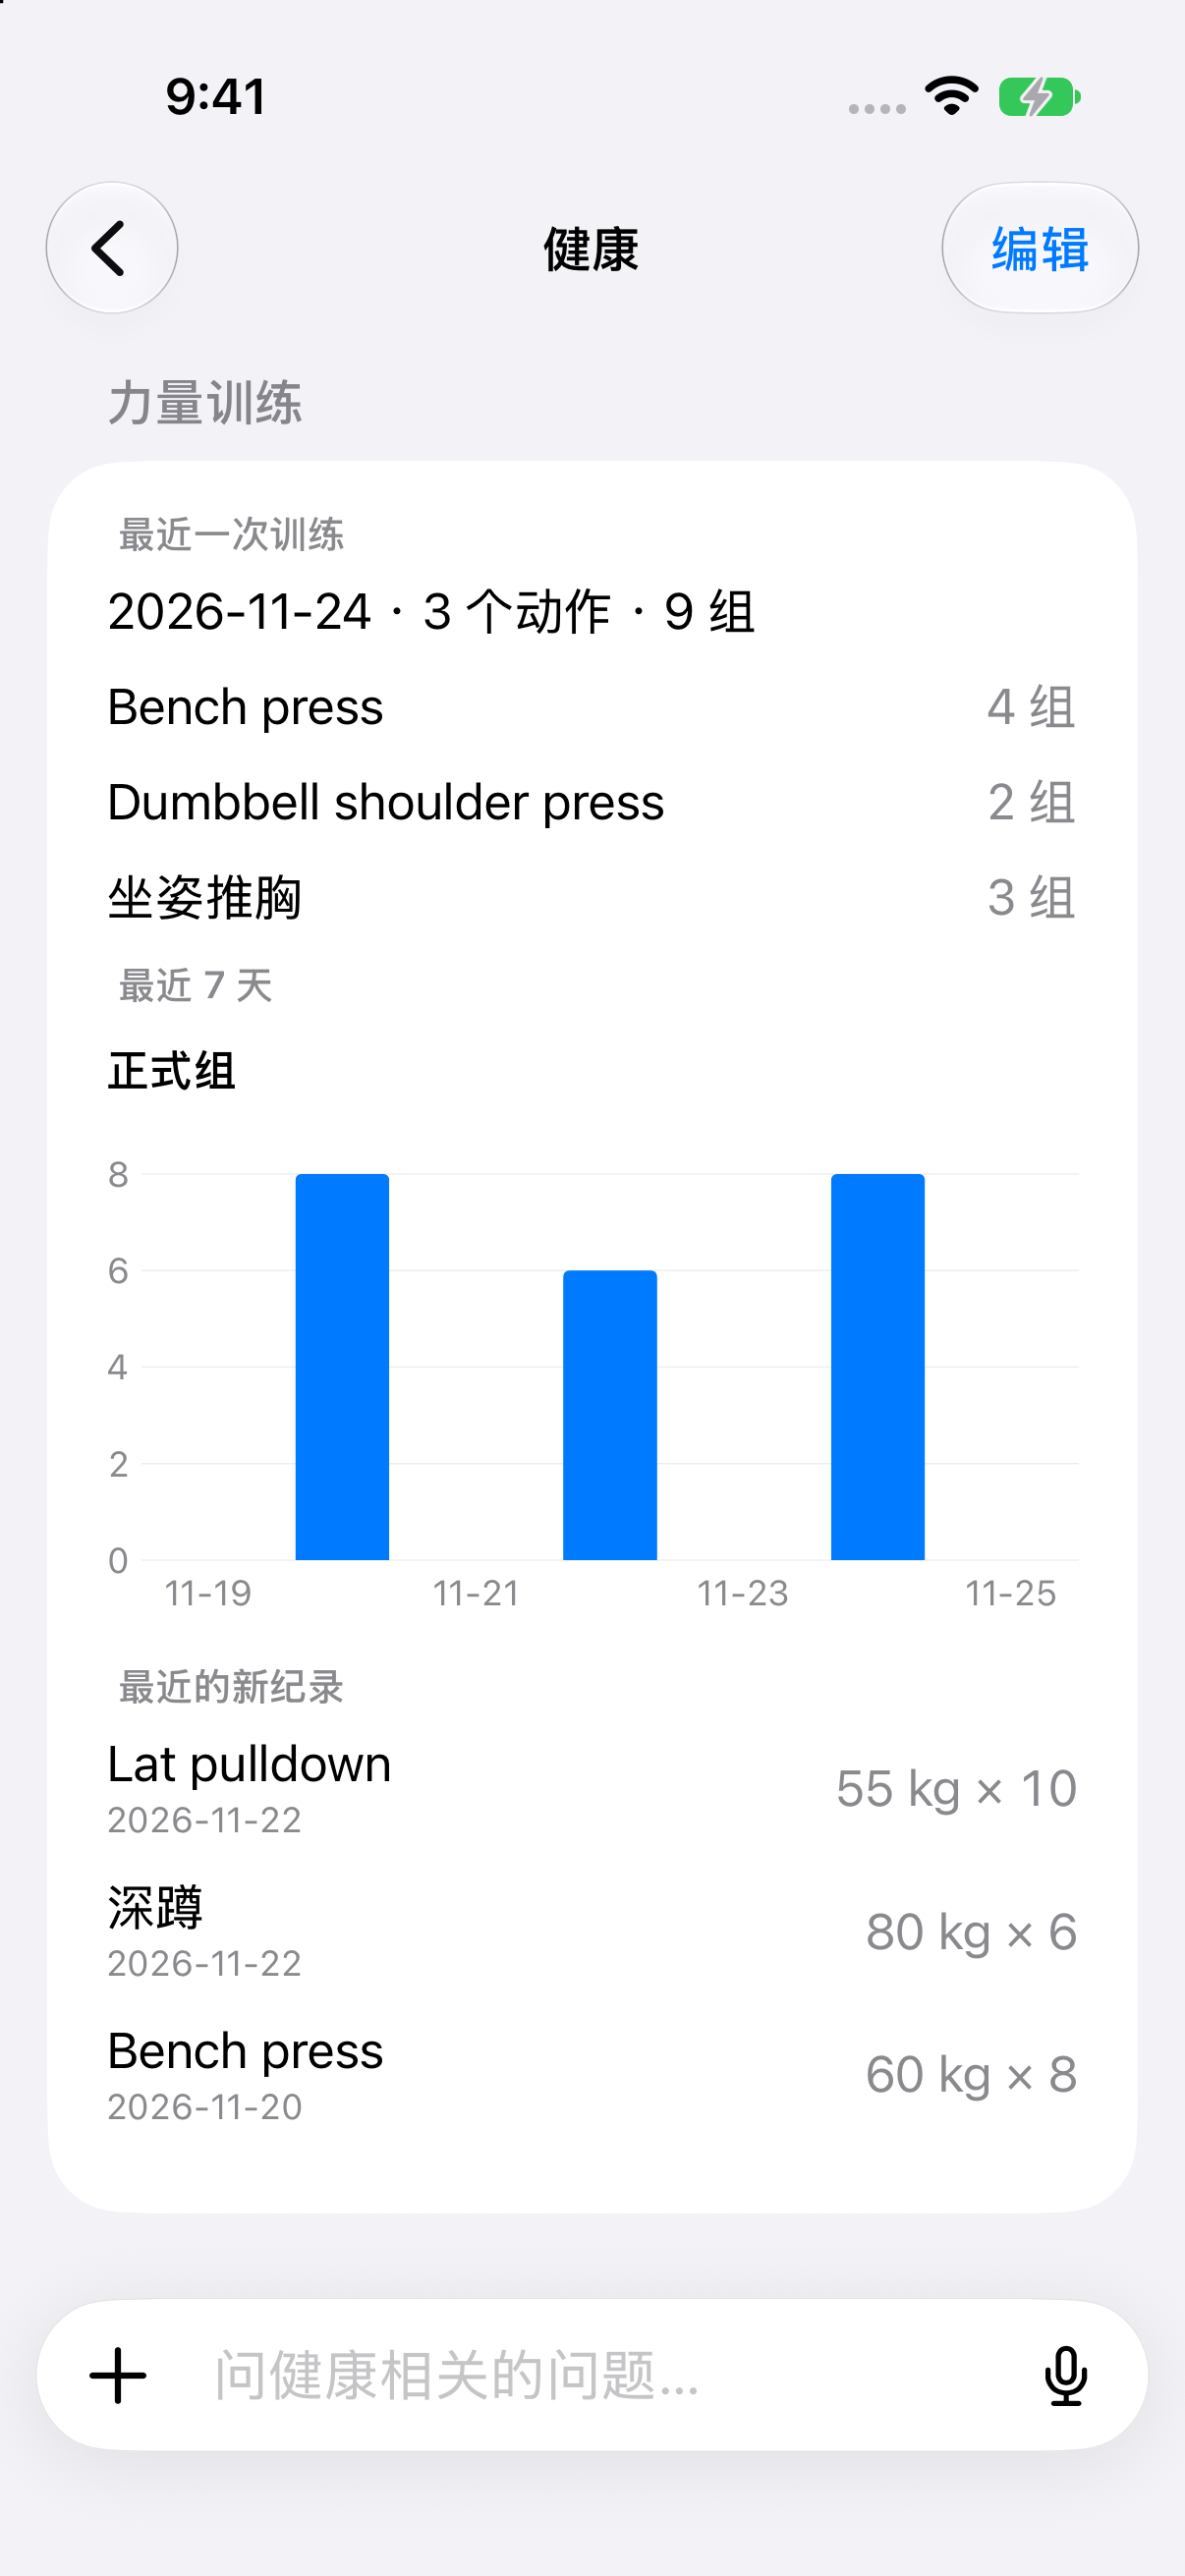 9:41
健康
编辑
力量训练
最近一次训练
2026-11-24 · 3 个动作 · 9 组
Bench press 4 组
Dumbbell shoulder press 2 组
坐姿推胸 3 组
最近 7 天
正式组
8
6
4
2
0
11-19 11-21 11-23 11-25
最近的新纪录
Lat pulldown
55 kg × 10
2026-11-22
深蹲
80 kg × 6
2026-11-22
Bench press
60 kg × 8
2026-11-20
问健康相关的问题...